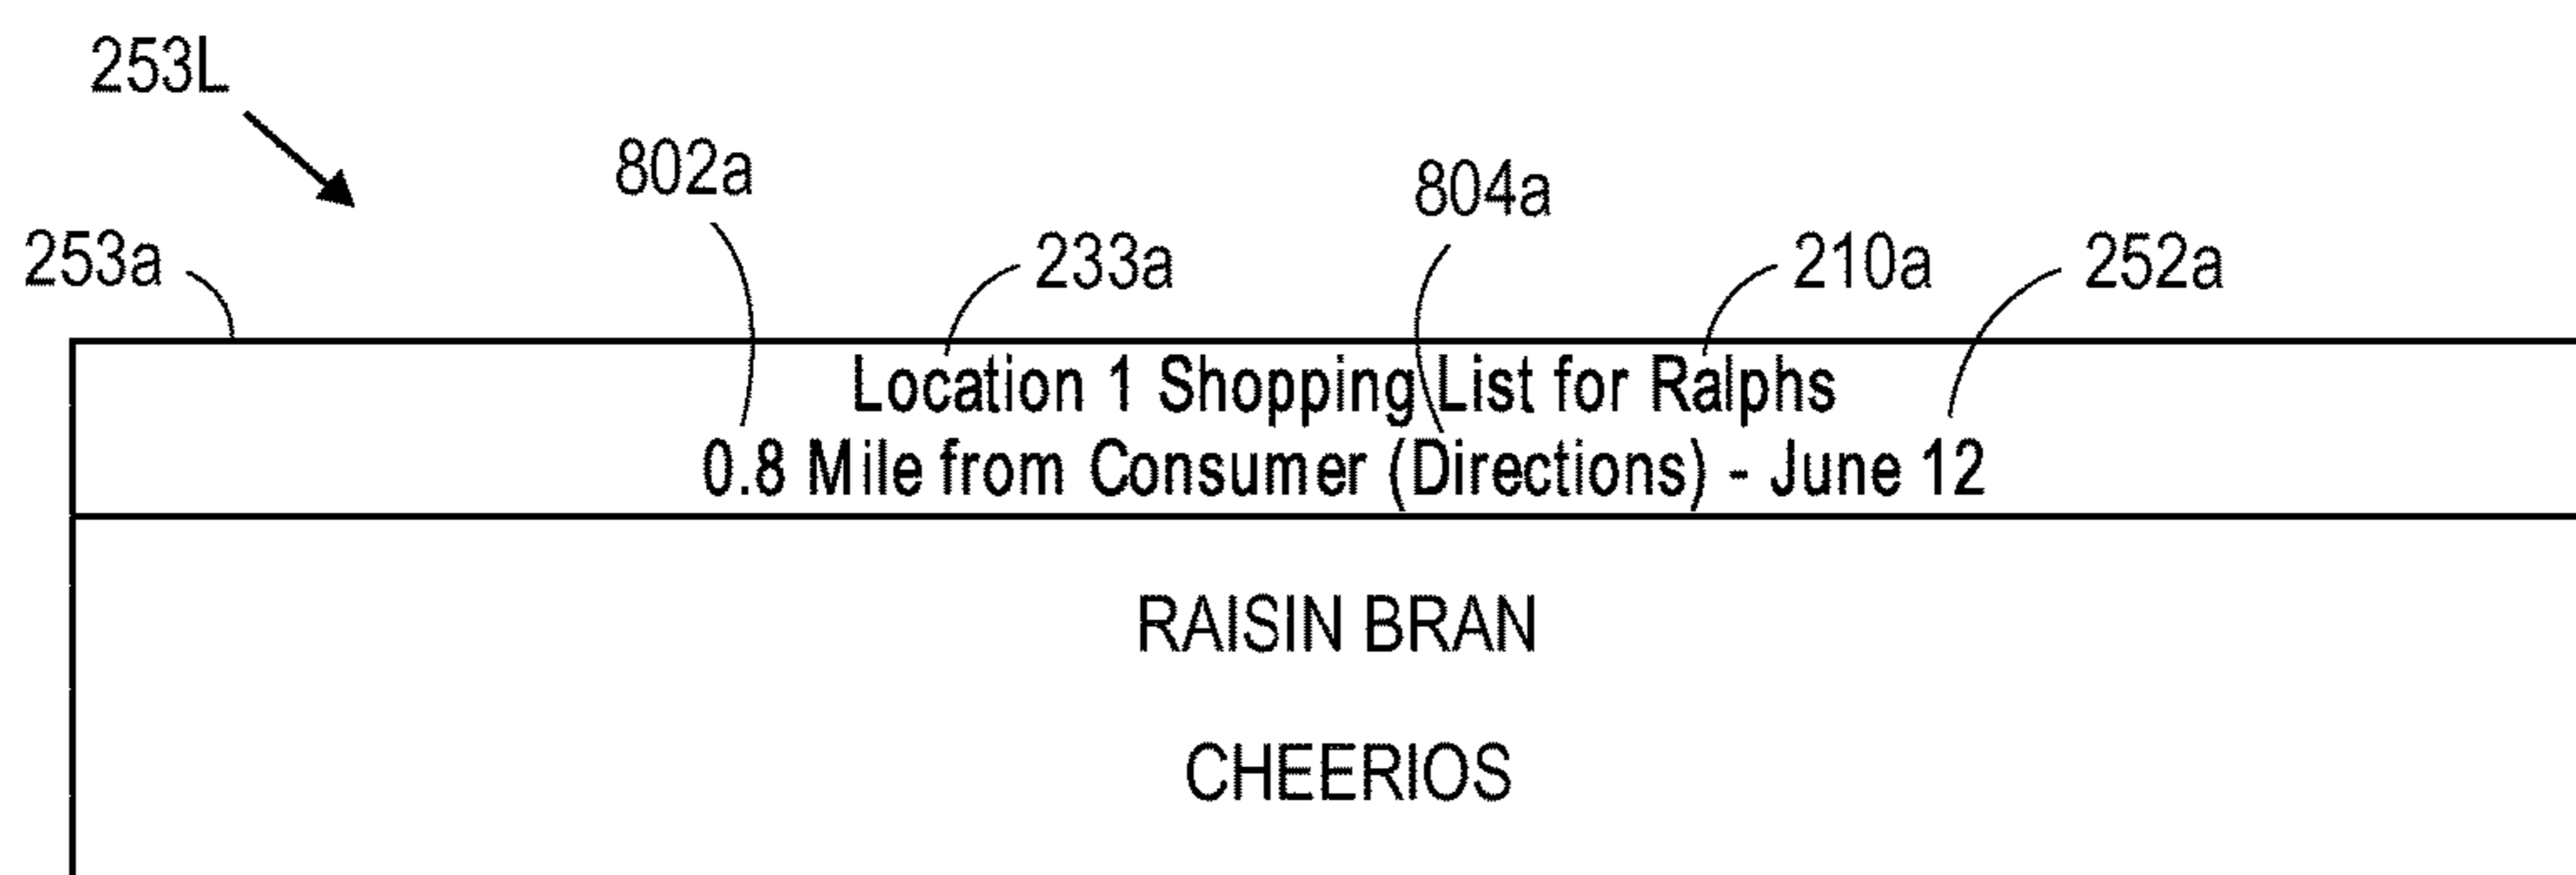 253L
802a
804a
253a
233a
210a
252a
Location 1 Shopping List for Ralphs
0.8 Mile from Consumer (Directions) - June 12
RAISIN BRAN
CHEERIOS